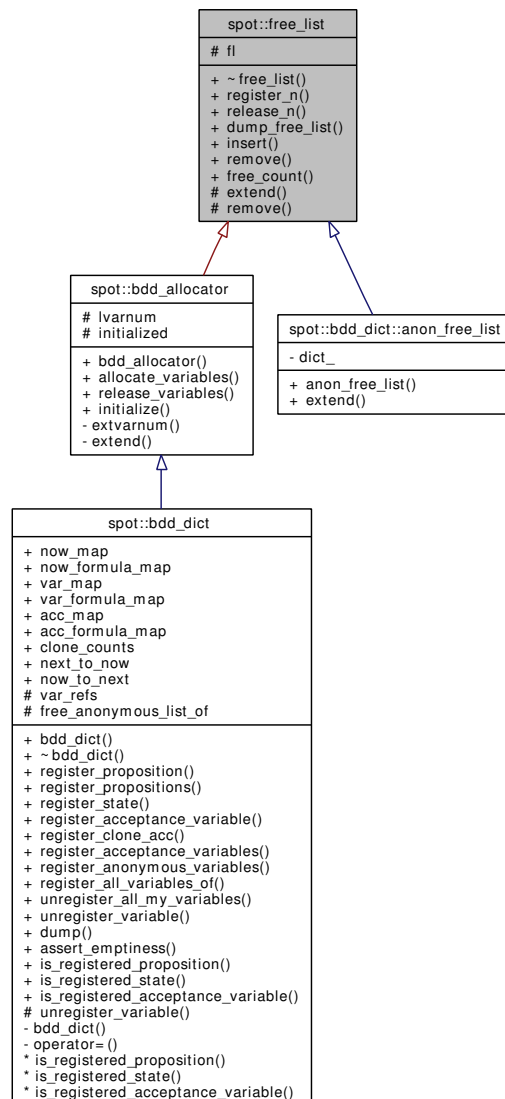 spot::free_list
# fl
+ ~free_list()
+ register_n()
+ release_n()
+ dump_free_list()
+ insert()
+ remove()
+ free_count()
# extend()
# remove()
spot::bdd_allocator
# lvarnum
# initialized
+ bdd_allocator()
+ allocate_variables()
+ release_variables()
+ initialize()
- extvarnum()
- extend()
spot::bdd_dict::anon_free_list
- dict_
+ anon_free_list()
+ extend()
spot::bdd_dict
+ now_map
+ now_formula_map
+ var_map
+ var_formula_map
+ acc_map
+ acc_formula_map
+ clone_counts
+ next_to_now
+ now_to_next
# var_refs
# free_anonymous_list_of
+ bdd_dict()
+ ~bdd_dict()
+ register_proposition()
+ register_propositions()
+ register_state()
+ register_acceptance_variable()
+ register_clone_acc()
+ register_acceptance_variables()
+ register_anonymous_variables()
+ register_all_variables_of()
+ unregister_all_my_variables()
+ unregister_variable()
+ dump()
+ assert_emptiness()
+ is_registered_proposition()
+ is_registered_state()
+ is_registered_acceptance_variable()
# unregister_variable()
- bdd_dict()
- operator=()
* is_registered_proposition()
* is_registered_state()
* is_registered_acceptance_variable()